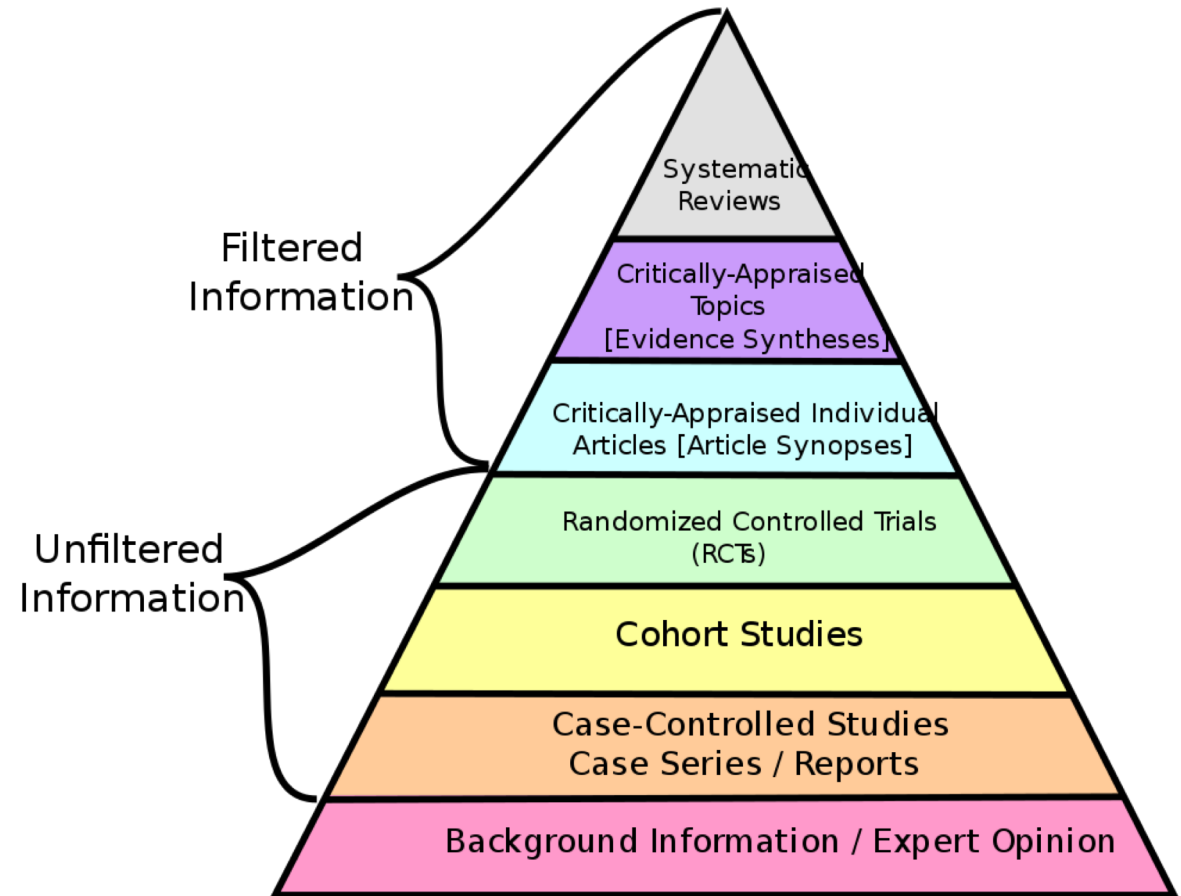 Systematic
Reviews
Filtered
Information
Critically-Appraised
Topics
[Evidence Syntheses]
Critically-Appraised Individual
Articles [Article Synopses]
Unfiltered
Information
Randomized Controlled Trials
(RCTs)
Cohort Studies
Case-Controlled Studies
Case Series / Reports
Background Information / Expert Opinion